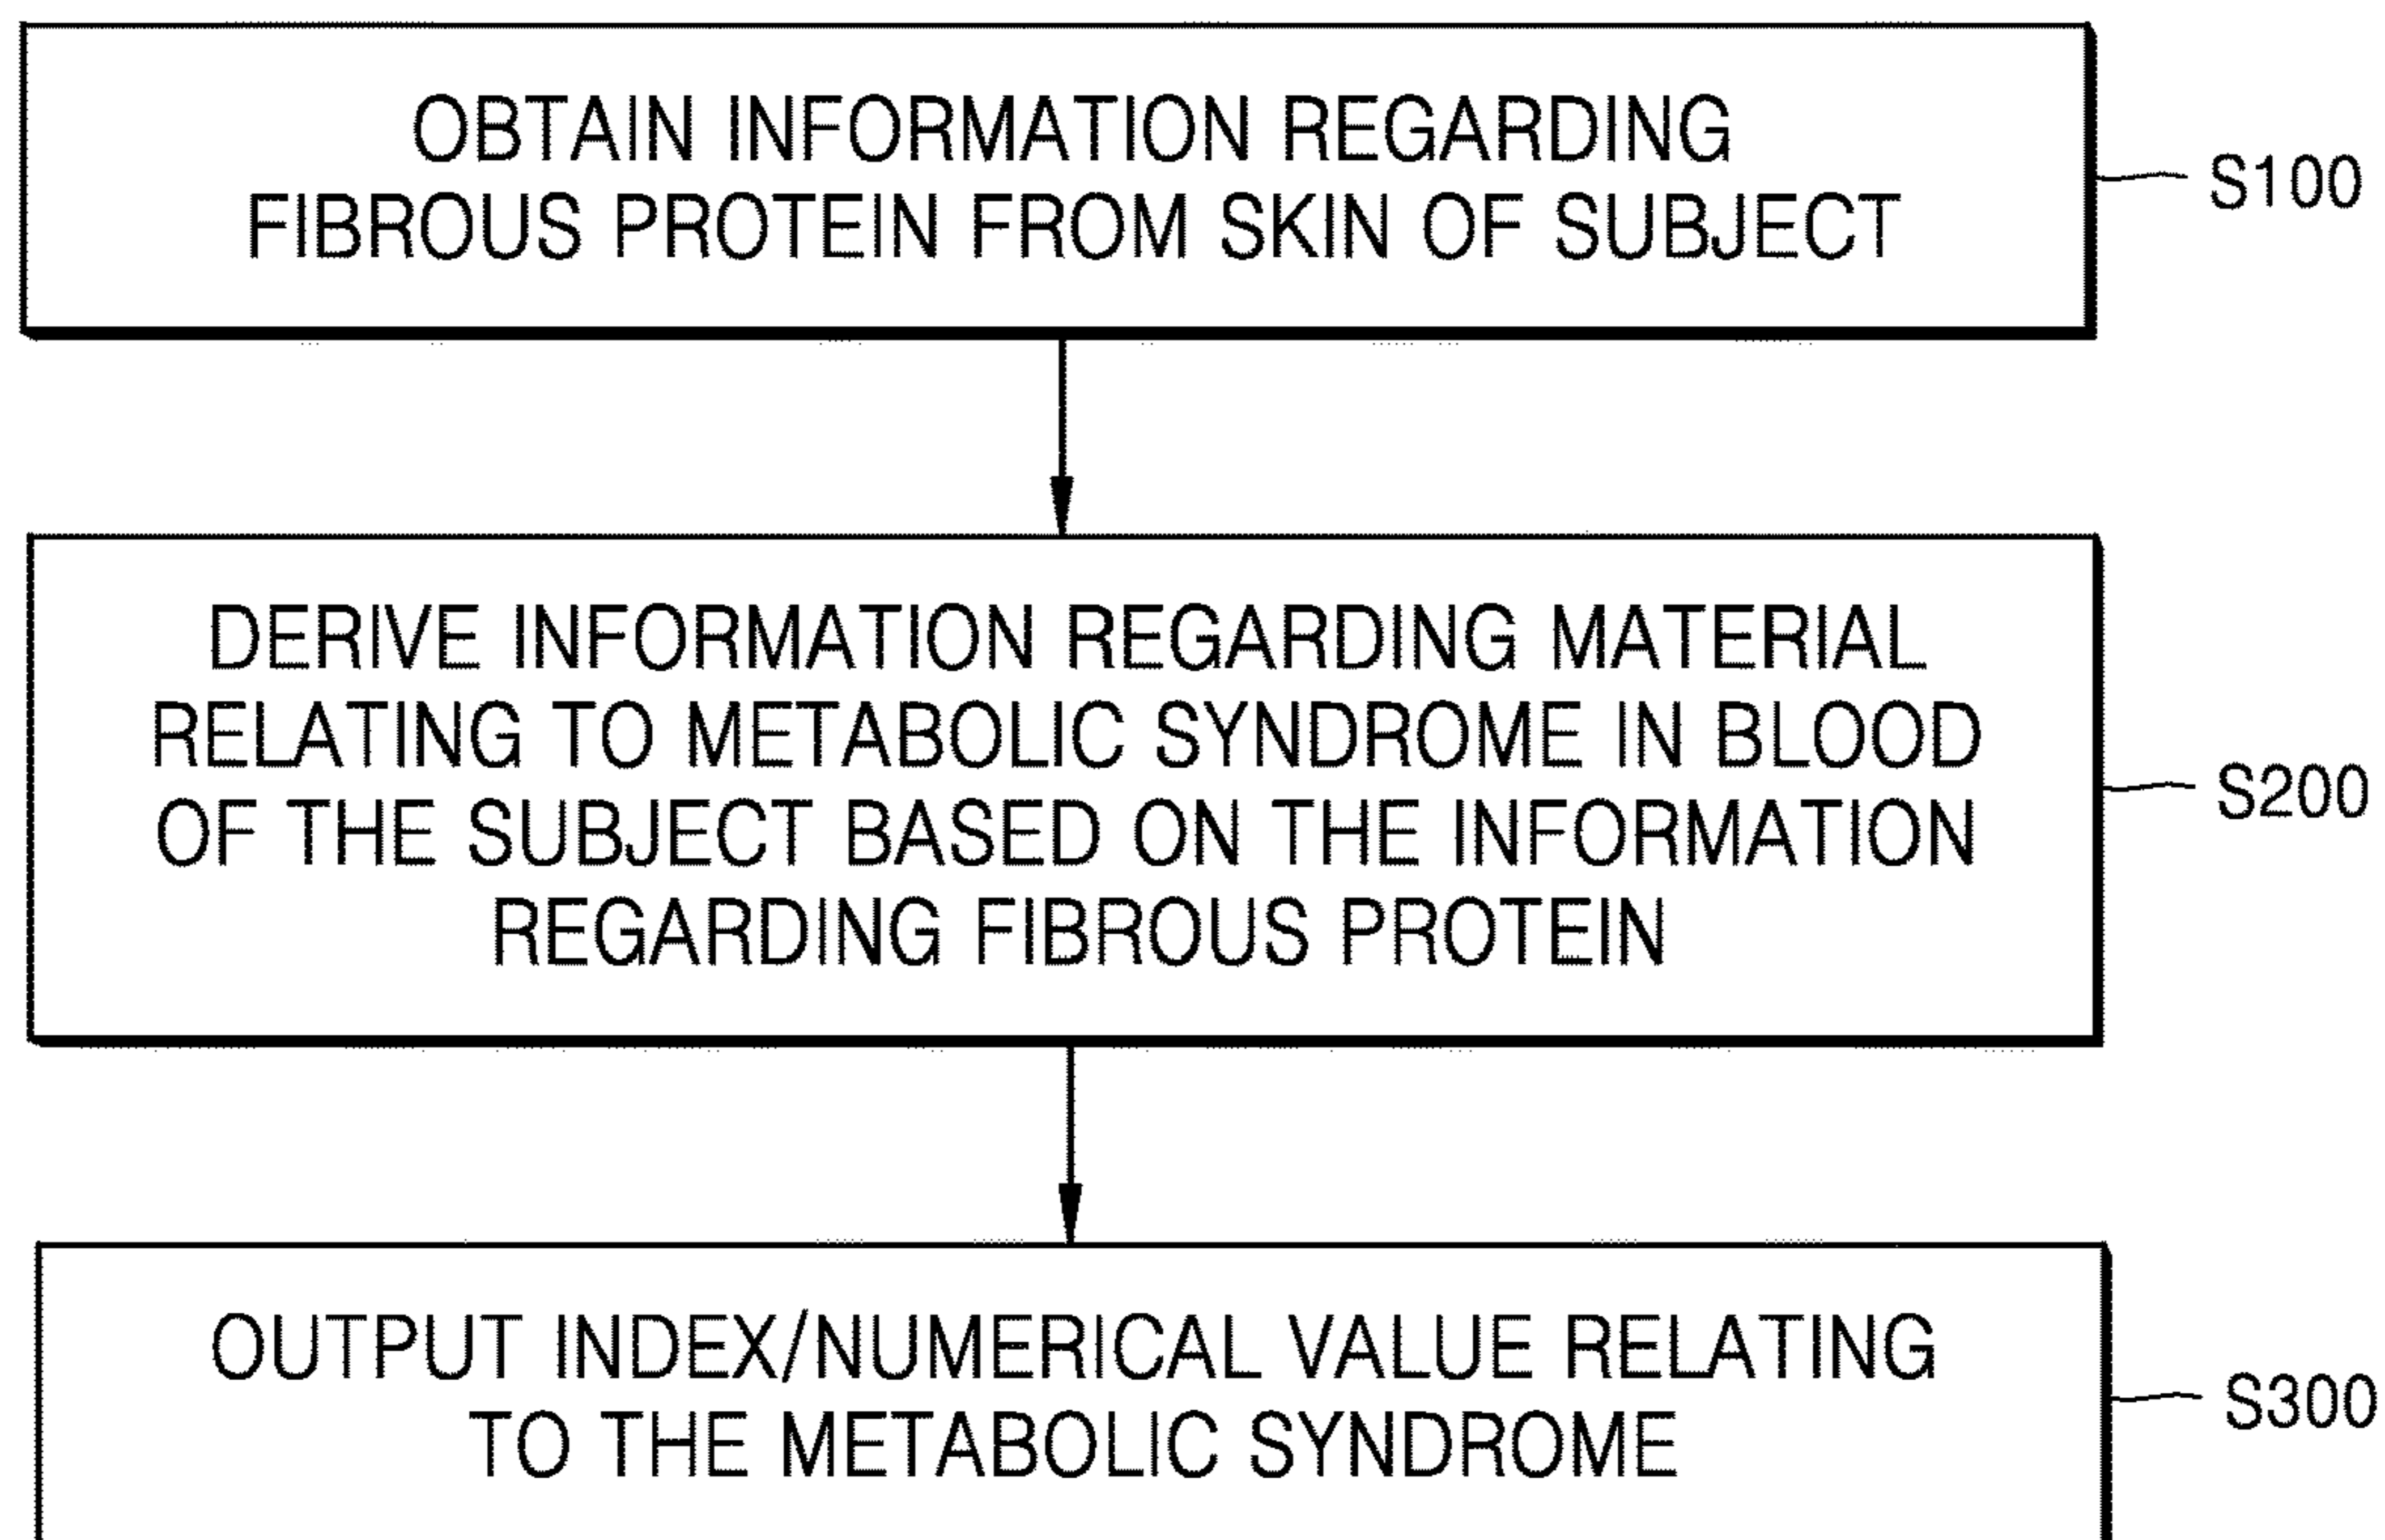 OBTAIN INFORMATION REGARDING
FIBROUS PROTEIN FROM SKIN OF SUBJECT
S100
DERIVE INFORMATION REGARDING MATERIAL
RELATING TO METABOLIC SYNDROME IN BLOOD
OF THE SUBJECT BASED ON THE INFORMATION
REGARDING FIBROUS PROTEIN
S200
OUTPUT INDEX/NUMERICAL VALUE RELATING
TO THE METABOLIC SYNDROME
S300